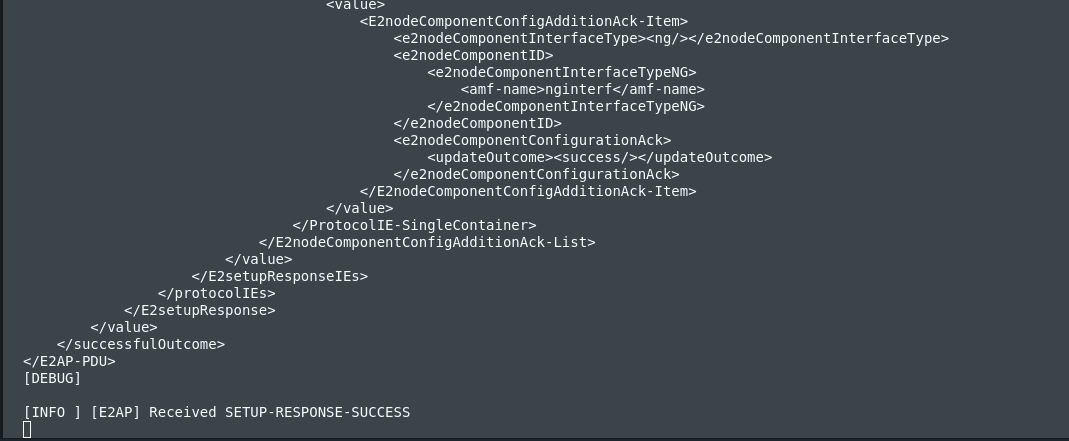 <value>
<E2nodeComponentConfigAdditionAck-Item>
<e2nodeComponentInterfaceType><ng/></e2nodeComponentInterfaceType>
<e2nodeComponentID>
<e2nodeComponentInterfaceTypeNG>
<amf-name>nginterf</amf-name>
</e2nodeComponentInterfaceTypeNG>
</e2nodeComponentID>
<e2nodeComponentConfigurationAck>
<updateOutcome><success/></updateOutcome>
</e2nodeComponentConfigurationAck>
</E2nodeComponentConfigAdditionAck-Item>
</value>
</ProtocolIE-SingleContainer>
</E2nodeComponentConfigAdditionAck-List>
</value>
</E2setupResponseIEs>
</protocolIEs>
</E2setupResponse>
</value>
</successfulOutcome>
</E2AP-PDU>
[DEBUG]
[INFO ] [E2AP] Received SETUP-RESPONSE-SUCCESS